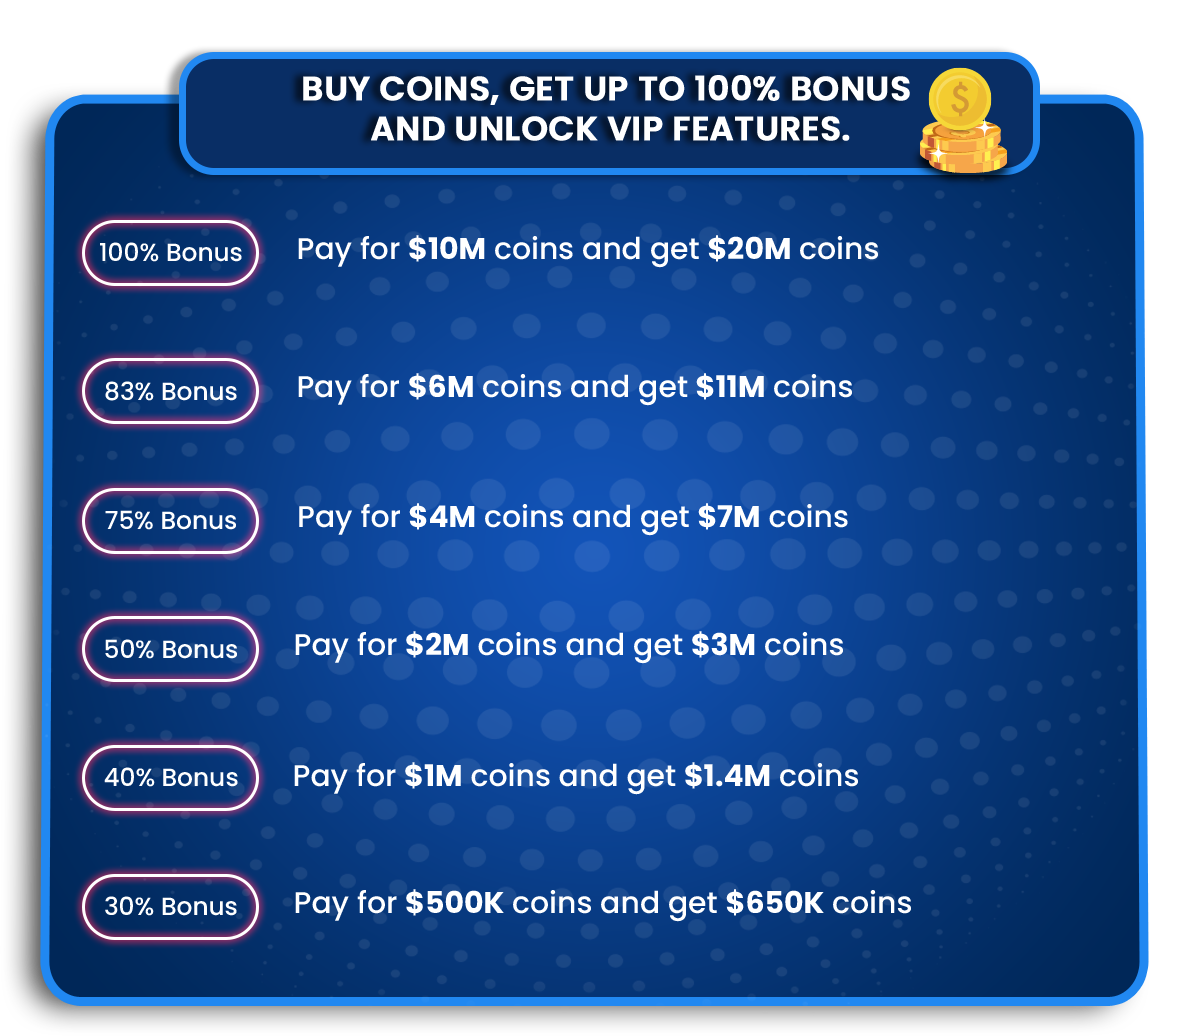 BUY COINS, GET UP TO 100% BONUS
AND UNLOCK VIP FEATURES.
$
100% Bonus Pay for $10M coins and get $20M coins
83% Bonus Pay for $6M coins and get $11M coins
75% Bonus Pay for $4M coins and get $7M coins
50% Bonus Pay for $2M coins and get $3M coins
40% Bonus Pay for $1M coins and get $1.4M coins
30% Bonus Pay for $500K coins and get $650K coins